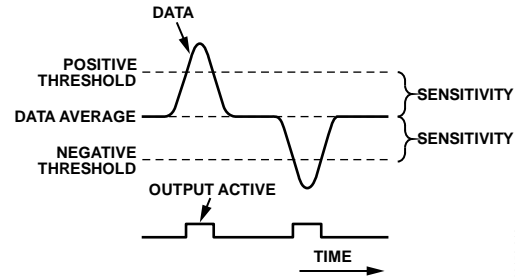 DATA
POSITIVE
THRESHOLD
SENSITIVITY
DATA AVERAGE
SENSITIVITY
NEGATIVE
THRESHOLD
OUTPUT ACTIVE
TIME